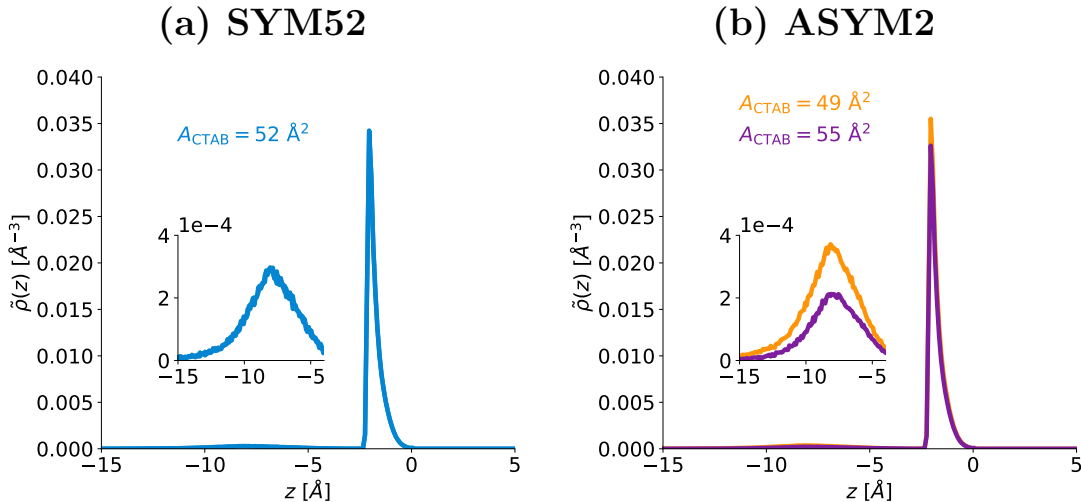 (a) SYM52
0.040
0.035
0.030
0.025
0.020
0.015
0.010
0.005
0.000
ρ̃(z) [Å⁻³]
A_CTAB = 52 Å²
1e−4
4
2
0
−15 −10 −5
−15 −10 −5 0 5
z [Å]
(b) ASYM2
0.040
0.035
0.030
0.025
0.020
0.015
0.010
0.005
0.000
ρ̃(z) [Å⁻³]
A_CTAB = 49 Å²
A_CTAB = 55 Å²
1e−4
4
2
0
−15 −10 −5
−15 −10 −5 0 5
z [Å]